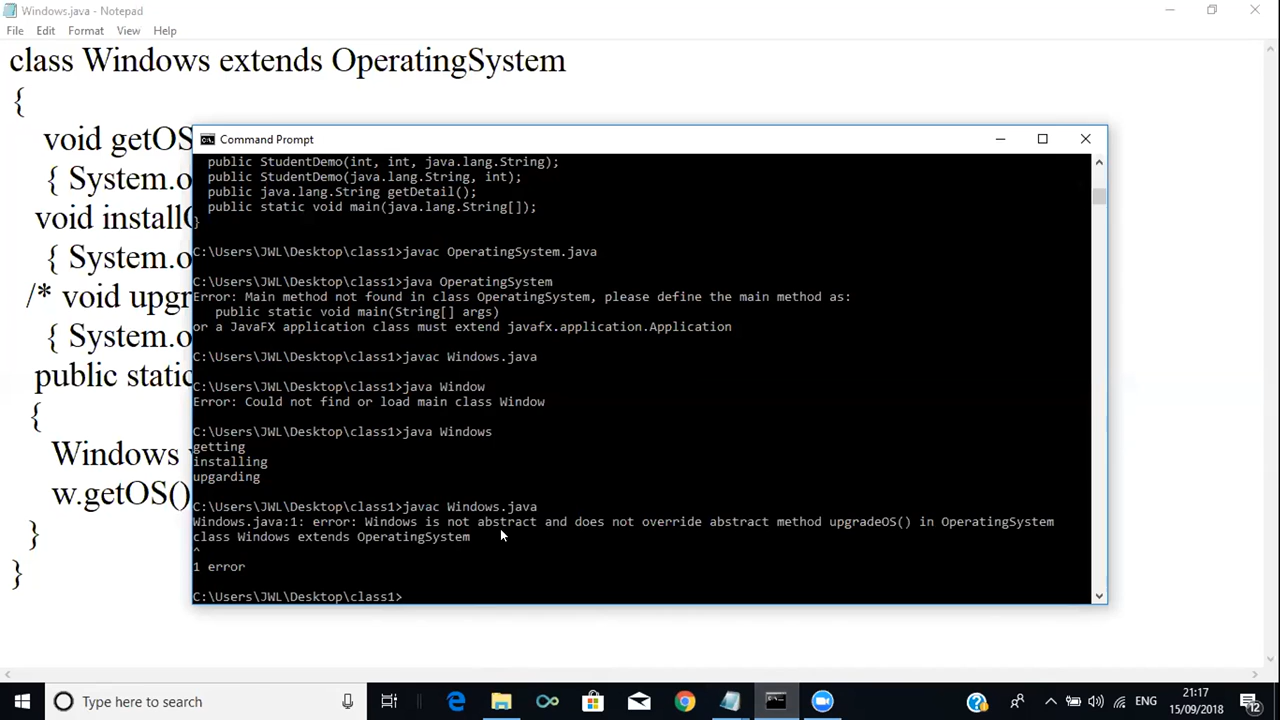 Windows.java - Notepad
File Edit Format View Help
class Windows extends OperatingSystem
{
void getOS
{ System.o
void install
{ System.o
/* void upgr
{ System.o
public static
{
Windows
w.getOS()
}
}
Command Prompt
public StudentDemo(int, int, java.lang.String);
public StudentDemo(java.lang.String, int);
public java.lang.String getDetail();
public static void main(java.lang.String[]);
}
C:\Users\JWL\Desktop\class1>javac OperatingSystem.java
C:\Users\JWL\Desktop\class1>java OperatingSystem
Error: Main method not found in class OperatingSystem, please define the main method as:
public static void main(String[] args)
or a JavaFX application class must extend javafx.application.Application
C:\Users\JWL\Desktop\class1>javac Windows.java
C:\Users\JWL\Desktop\class1>java Window
Error: Could not find or load main class Window
C:\Users\JWL\Desktop\class1>java Windows
getting
installing
upgarding
C:\Users\JWL\Desktop\class1>javac Windows.java
Windows.java:1: error: Windows is not abstract and does not override abstract method upgradeOS() in OperatingSystem
class Windows extends OperatingSystem
^
1 error
C:\Users\JWL\Desktop\class1>
Type here to search
ENG
21:17
15/09/2018
12